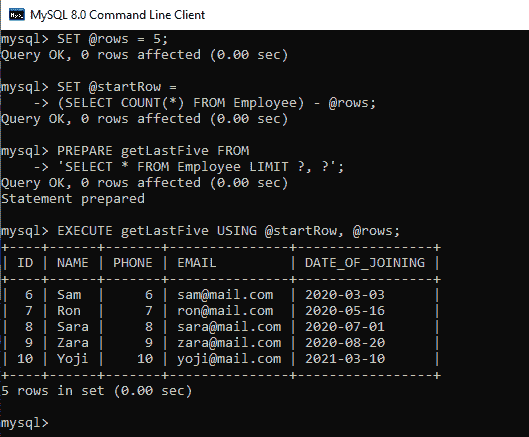 MySQL 8.0 Command Line Client
mysql> SET @rows = 5;
Query OK, 0 rows affected (0.00 sec)
mysql> SET @startRow =
    -> (SELECT COUNT(*) FROM Employee) - @rows;
Query OK, 0 rows affected (0.00 sec)
mysql> PREPARE getLastFive FROM
    -> 'SELECT * FROM Employee LIMIT ?, ?';
Query OK, 0 rows affected (0.00 sec)
Statement prepared
mysql> EXECUTE getLastFive USING @startRow, @rows;
+----+------+-------+---------------+-----------------+
| ID | NAME | PHONE | EMAIL         | DATE_OF_JOINING |
+----+------+-------+---------------+-----------------+
|  6 | Sam  |     6 | sam@mail.com  | 2020-03-03      |
|  7 | Ron  |     7 | ron@mail.com  | 2020-05-16      |
|  8 | Sara |     8 | sara@mail.com | 2020-07-01      |
|  9 | Zara |     9 | zara@mail.com | 2020-08-20      |
| 10 | Yoji |    10 | yoji@mail.com | 2021-03-10      |
+----+------+-------+---------------+-----------------+
5 rows in set (0.00 sec)
mysql>